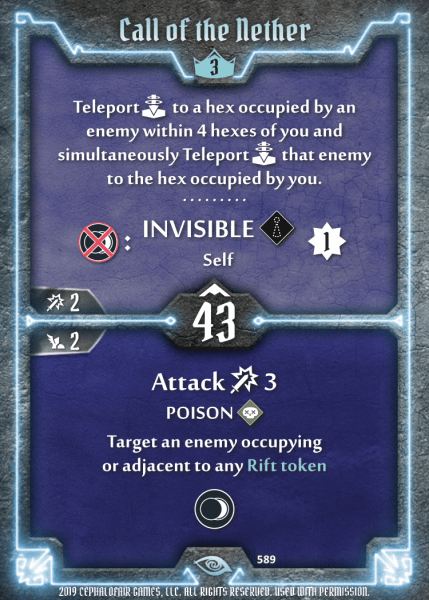 Call of the Nether
3
Teleport to a hex occupied by an
enemy within 4 hexes of you and
simultaneously Teleport that enemy
to the hex occupied by you.
.........
: INVISIBLE 1
Self
2
43
2
Attack 3
POISON
Target an enemy occupying
or adjacent to any Rift token
589
2019 CEPHALOFAIR GAMES, LLC. ALL RIGHTS RESERVED. USED WITH PERMISSION.